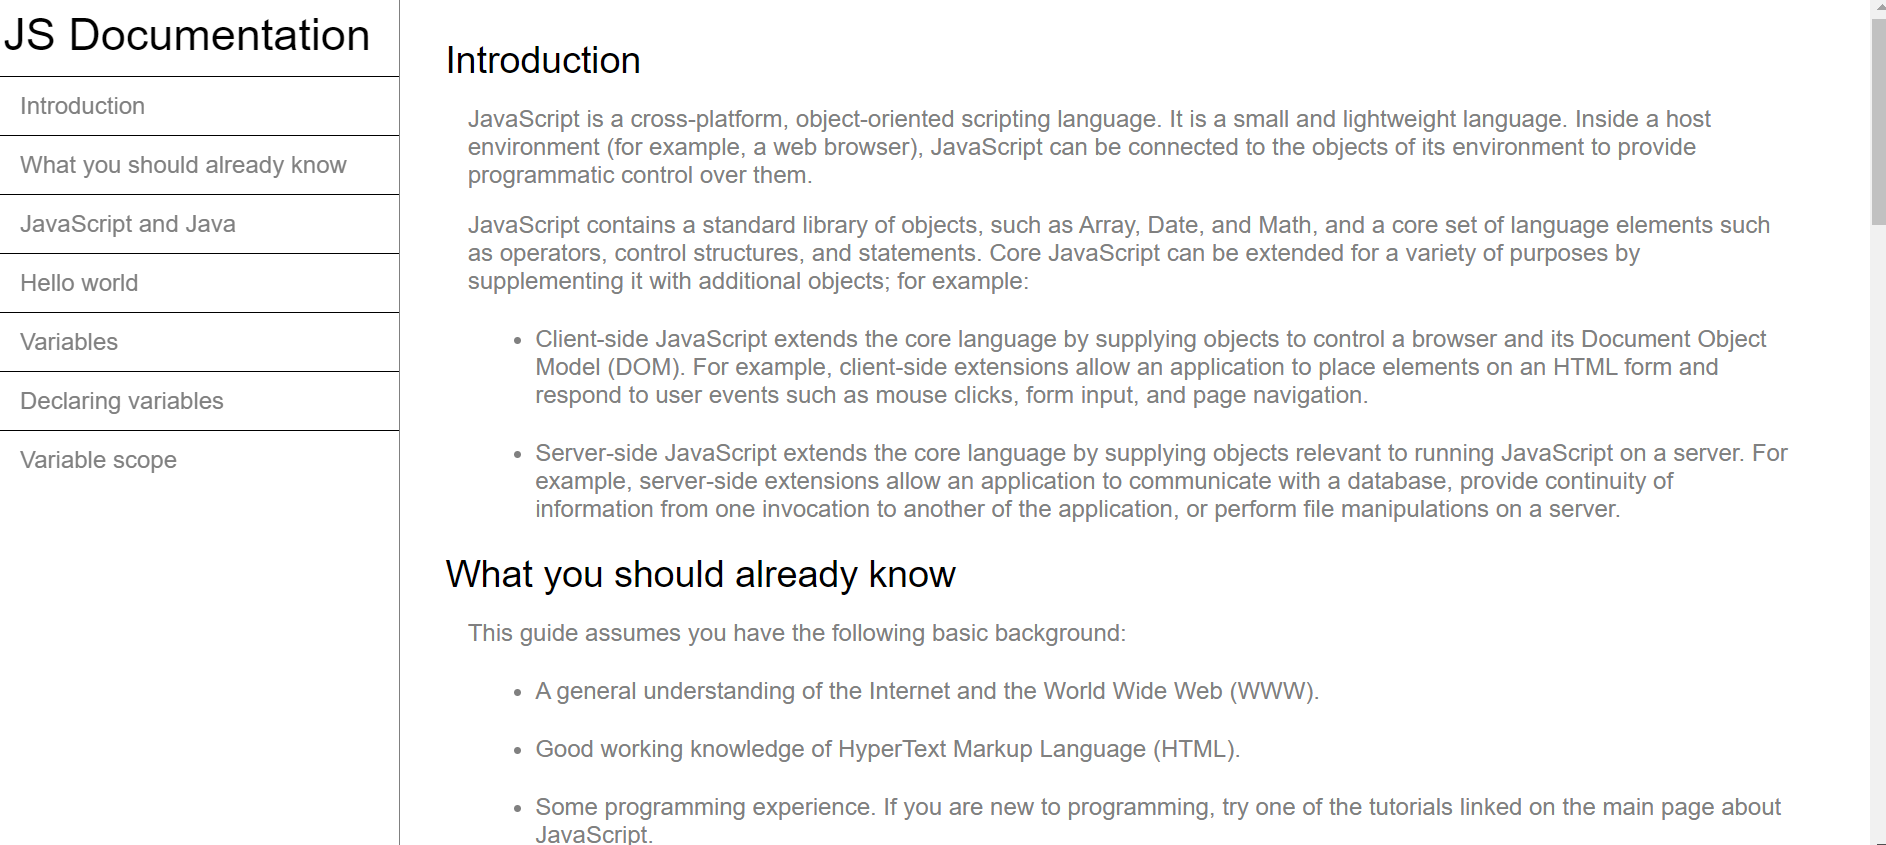 JS Documentation
Introduction
What you should already know
JavaScript and Java
Hello world
Variables
Declaring variables
Variable scope
Introduction
JavaScript is a cross-platform, object-oriented scripting language. It is a small and lightweight language. Inside a host
environment (for example, a web browser), JavaScript can be connected to the objects of its environment to provide
programmatic control over them.
JavaScript contains a standard library of objects, such as Array, Date, and Math, and a core set of language elements such
as operators, control structures, and statements. Core JavaScript can be extended for a variety of purposes by
supplementing it with additional objects; for example:
• Client-side JavaScript extends the core language by supplying objects to control a browser and its Document Object
Model (DOM). For example, client-side extensions allow an application to place elements on an HTML form and
respond to user events such as mouse clicks, form input, and page navigation.
• Server-side JavaScript extends the core language by supplying objects relevant to running JavaScript on a server. For
example, server-side extensions allow an application to communicate with a database, provide continuity of
information from one invocation to another of the application, or perform file manipulations on a server.
What you should already know
This guide assumes you have the following basic background:
• A general understanding of the Internet and the World Wide Web (WWW).
• Good working knowledge of HyperText Markup Language (HTML).
• Some programming experience. If you are new to programming, try one of the tutorials linked on the main page about
JavaScript.